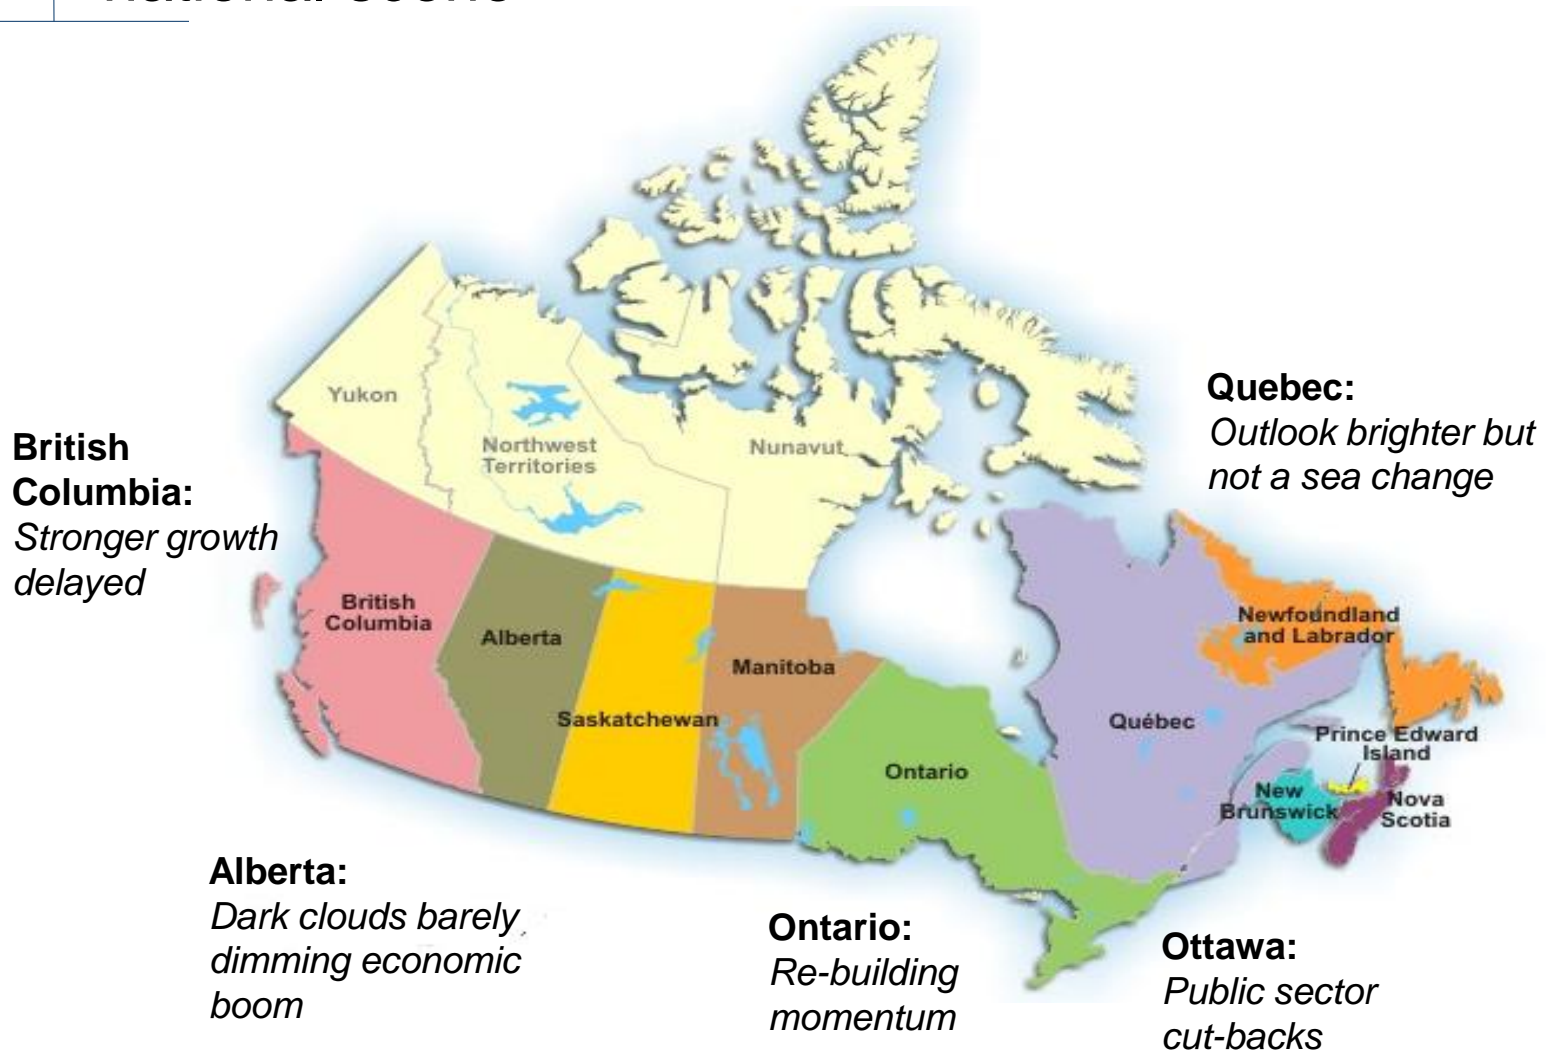 Yukon
Northwest
Territories
Nunavut
Quebec:
Outlook brighter but
not a sea change
British
Columbia:
Stronger growth
delayed
British
Columbia
Alberta
Saskatchewan
Manitoba
Ontario
Québec
Newfoundland
and Labrador
Prince Edward
Island
New
Brunswick
Nova
Scotia
Alberta:
Dark clouds barely
dimming economic
boom
Ontario:
Re-building
momentum
Ottawa:
Public sector
cut-backs